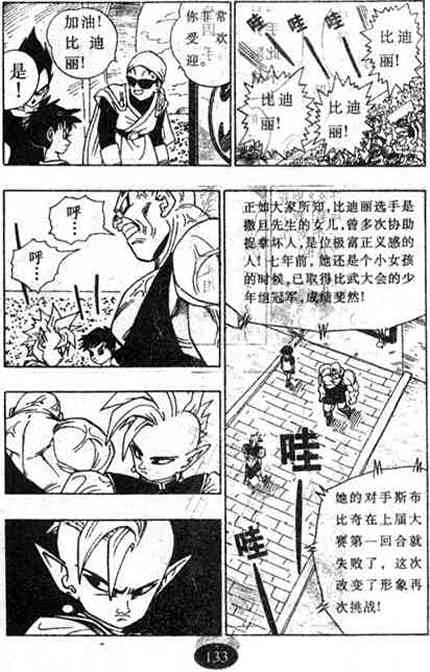 哇
哇
哇
比迪
丽!
比迪
丽!
比迪
丽!
你非常
受欢
迎。
加油!
比迪
丽!
是!
正如大家所知,比迪丽选手是
撒旦先生的女儿,曾多次协助
捉拿坏人,是位极富正义感的
人!七年前,她还是个小女孩
的时候,已取得比武大会的少
年组冠军,成绩斐然!
哇
哇
她的对手斯布
比奇在上届大
赛第一回合就
失败了,这次
改变了形象再
次挑战!
呼…
呼…
133